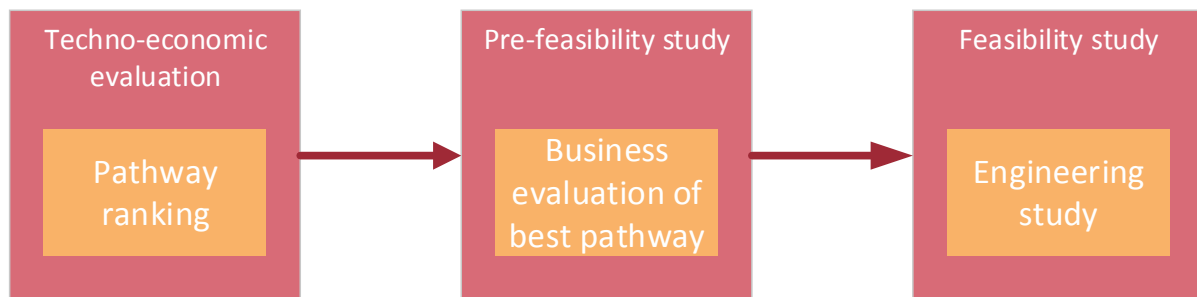 Techno-economic
evaluation
Pathway
ranking
Pre-feasibility study
Business
evaluation of
best pathway
Feasibility study
Engineering
study